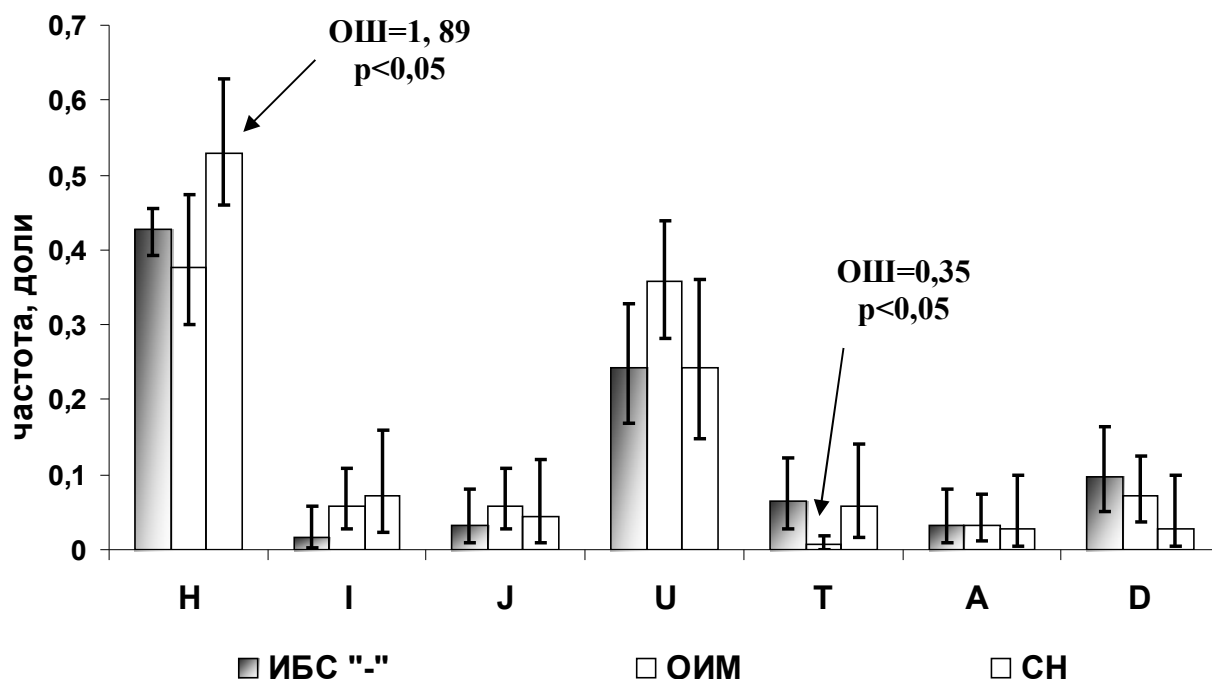 0,7
ОШ=1, 89
p<0,05
0,6
0,5
0,4
ОШ=0,35
p<0,05
0,3
0,2
0,1
0
частота, доли
H I J U T A D
ИБС "-" ОИМ СН